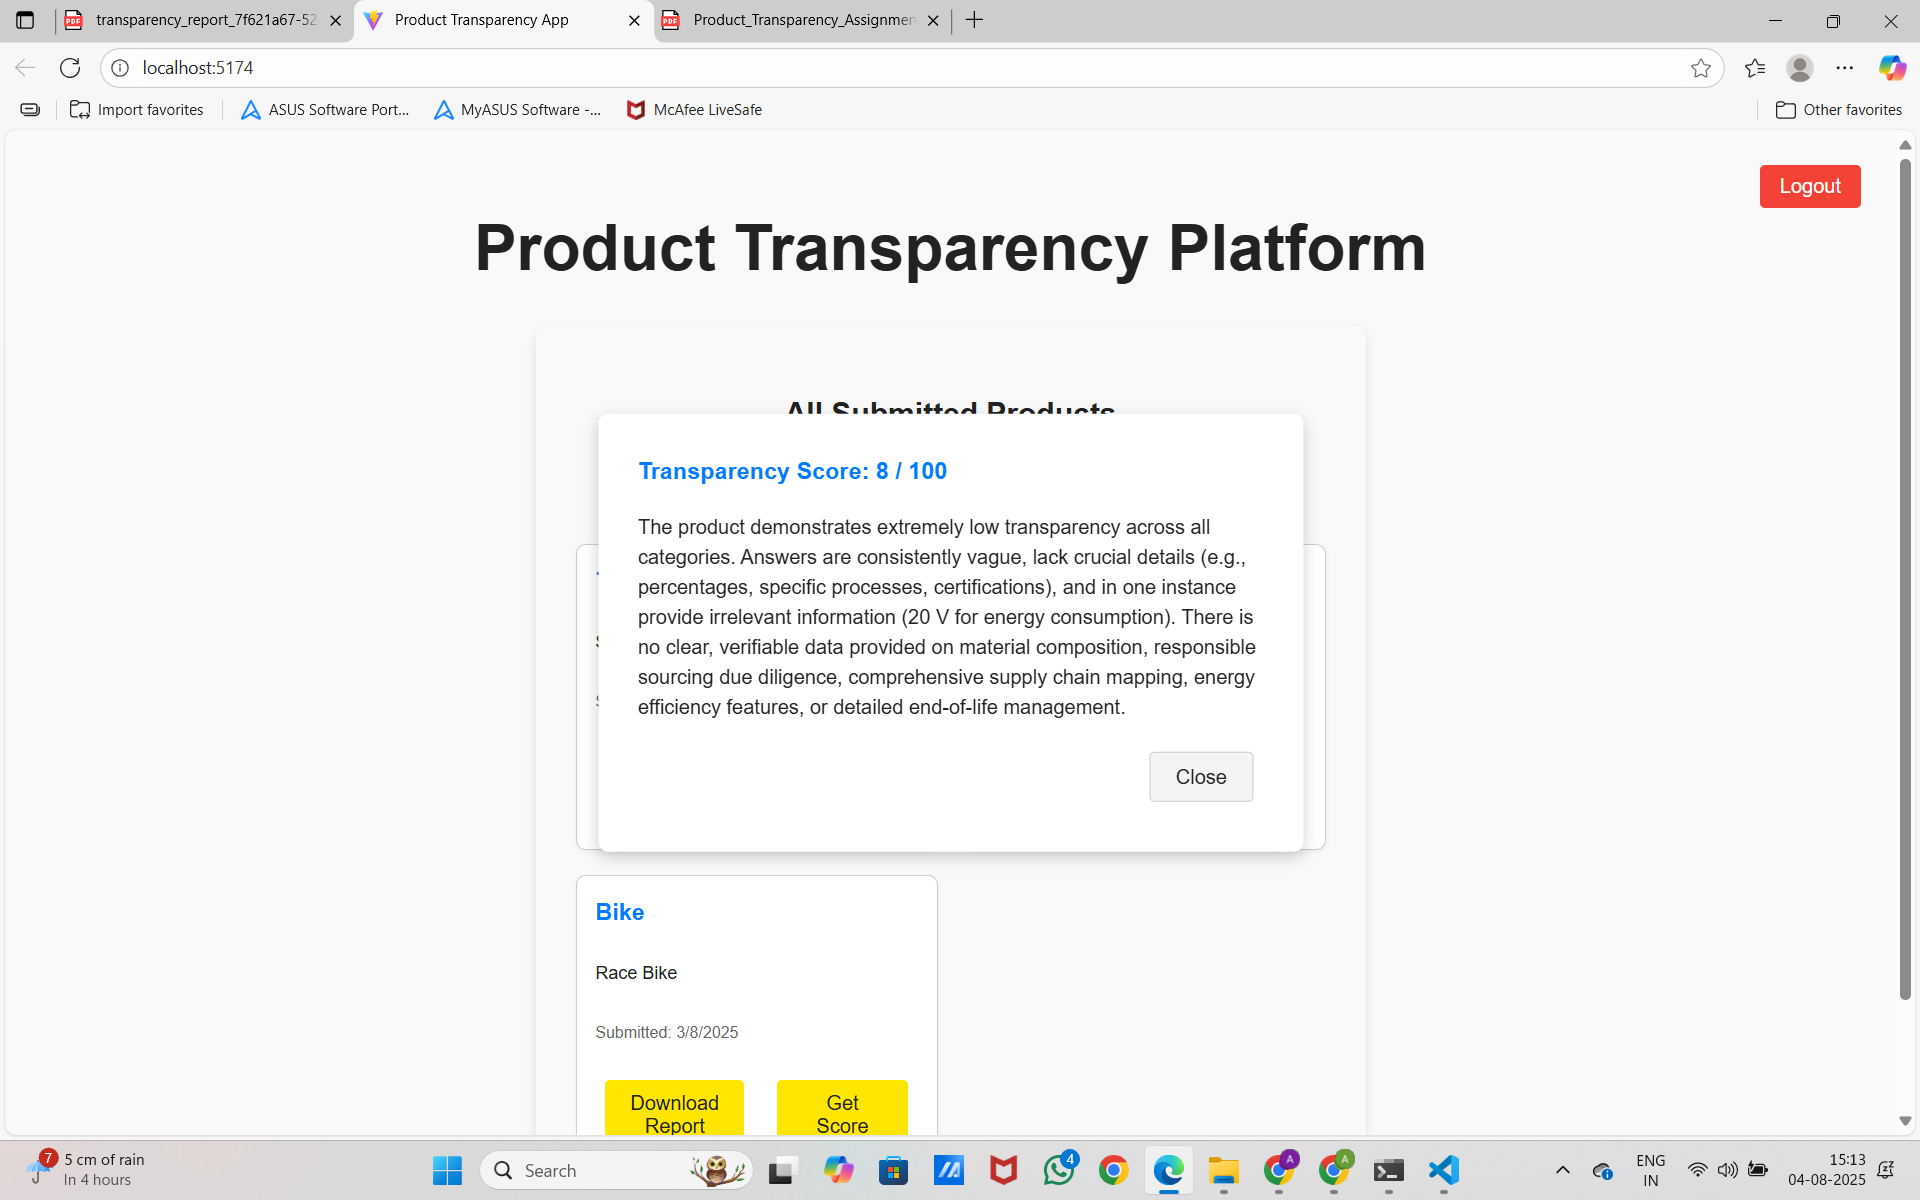 transparency_report_7f621a67-52
Product Transparency App
Product_Transparency_Assignmen
localhost:5174
Import favorites
ASUS Software Port...
MyASUS Software -...
McAfee LiveSafe
Other favorites
Logout
Product Transparency Platform
All Submitted Products
Transparency Score: 8 / 100
The product demonstrates extremely low transparency across all
categories. Answers are consistently vague, lack crucial details (e.g.,
percentages, specific processes, certifications), and in one instance
provide irrelevant information (20 V for energy consumption). There is
no clear, verifiable data provided on material composition, responsible
sourcing due diligence, comprehensive supply chain mapping, energy
efficiency features, or detailed end-of-life management.
Close
Bike
Race Bike
Submitted: 3/8/2025
Download
Report
Get
Score
7
5 cm of rain
In 4 hours
Search
4
A
A
ENG
IN
15:13
04-08-2025